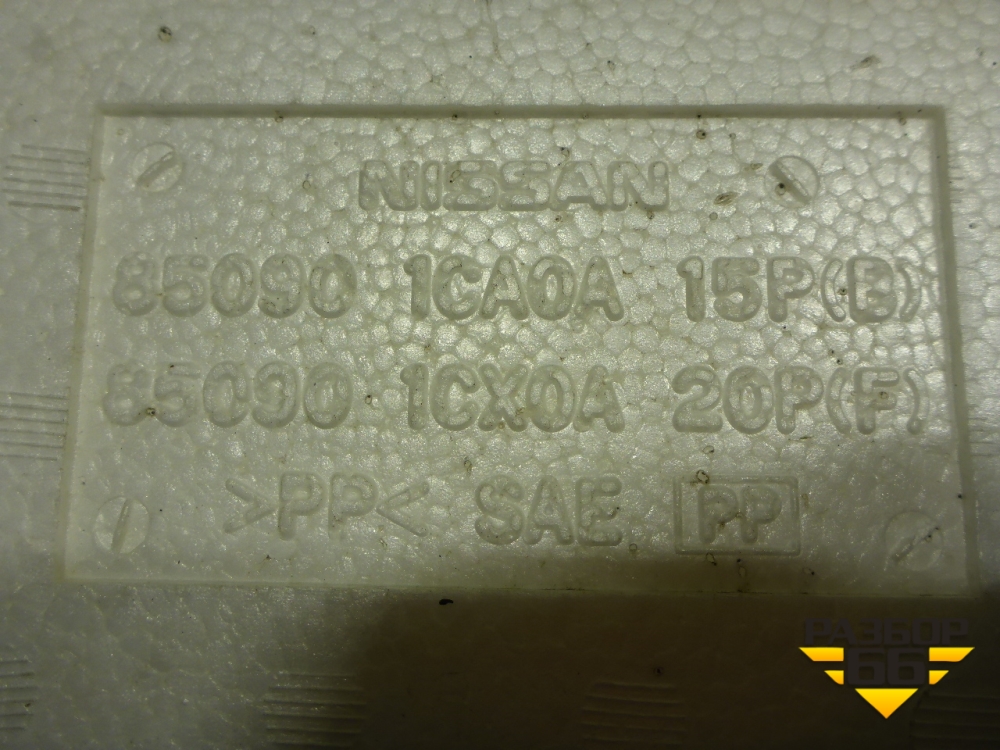 NISSAN
85090 1CA0A 15P(B)
85090 1CX0A 20P(F)
>PP< SAE PP
РАЗБОР
66